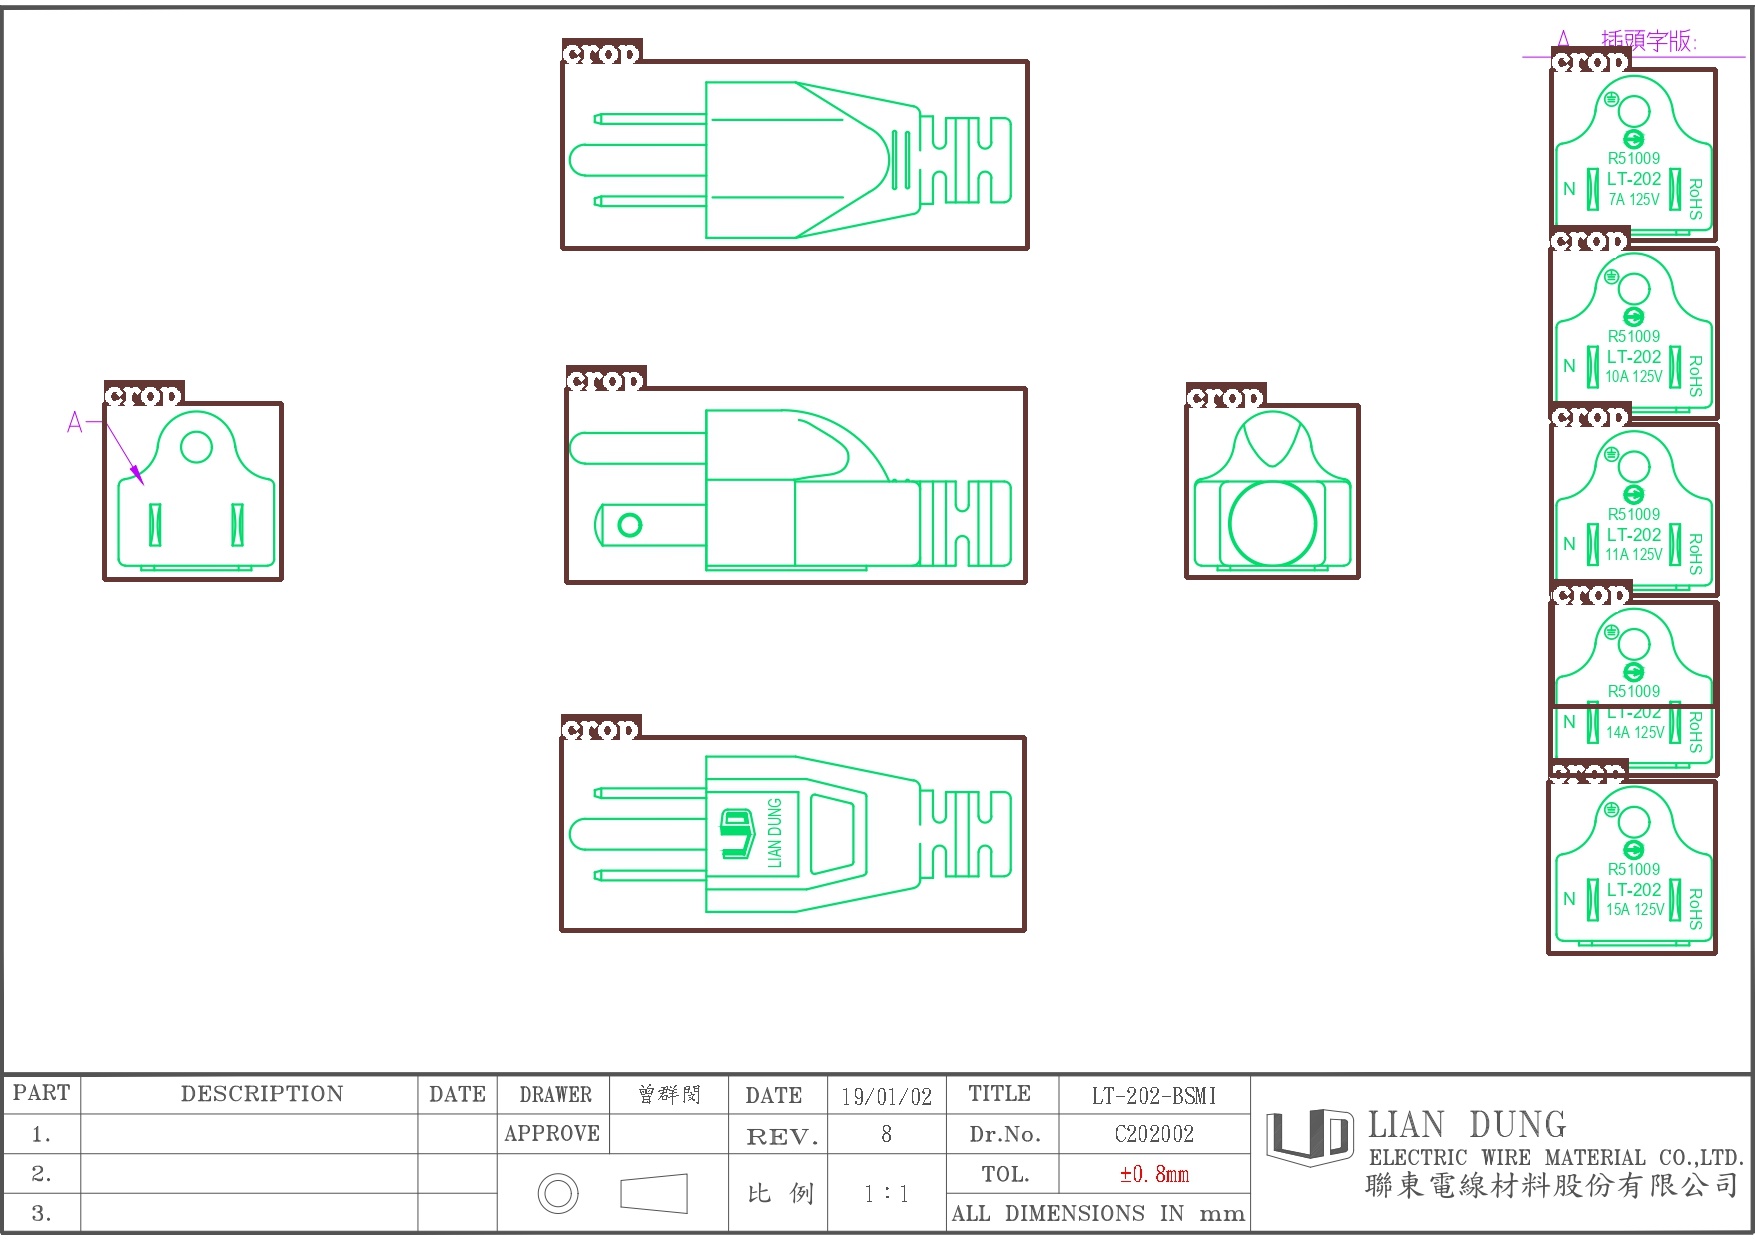 A 插頭字版:
crop
crop
R51009
LT-202
N
7A 125V
RoHS
crop
R51009
LT-202
N
10A 125V
RoHS
crop
crop
A
crop
crop
R51009
LT-202
N
11A 125V
RoHS
crop
R51009
LT-202
N
14A 125V
RoHS
crop
LIAN DUNG
crop
R51009
LT-202
N
15A 125V
RoHS
PART DESCRIPTION DATE DRAWER 曾群閔 DATE 19/01/02 TITLE LT-202-BSMI
1. APPROVE REV. 8 Dr.No. C202002
2. 比 例 1:1 TOL. ±0.8mm
3. ALL DIMENSIONS IN mm
LIAN DUNG
ELECTRIC WIRE MATERIAL CO.,LTD.
聯東電線材料股份有限公司